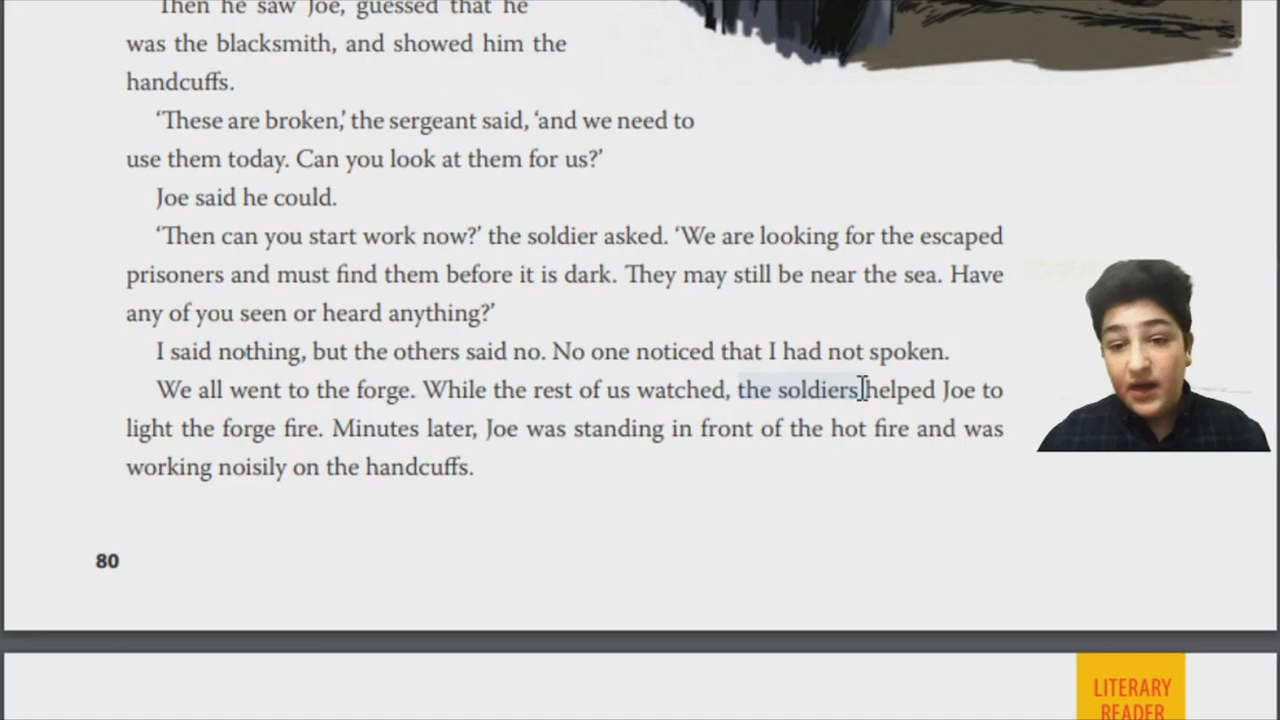 Then he saw Joe, guessed that he
was the blacksmith, and showed him the
handcuffs.
‘These are broken,’ the sergeant said, ‘and we need to
use them today. Can you look at them for us?’
Joe said he could.
‘Then can you start work now?’ the soldier asked. ‘We are looking for the escaped
prisoners and must find them before it is dark. They may still be near the sea. Have
any of you seen or heard anything?’
I said nothing, but the others said no. No one noticed that I had not spoken.
We all went to the forge. While the rest of us watched, the soldiers helped Joe to
light the forge fire. Minutes later, Joe was standing in front of the hot fire and was
working noisily on the handcuffs.
80
LITERARY
READER